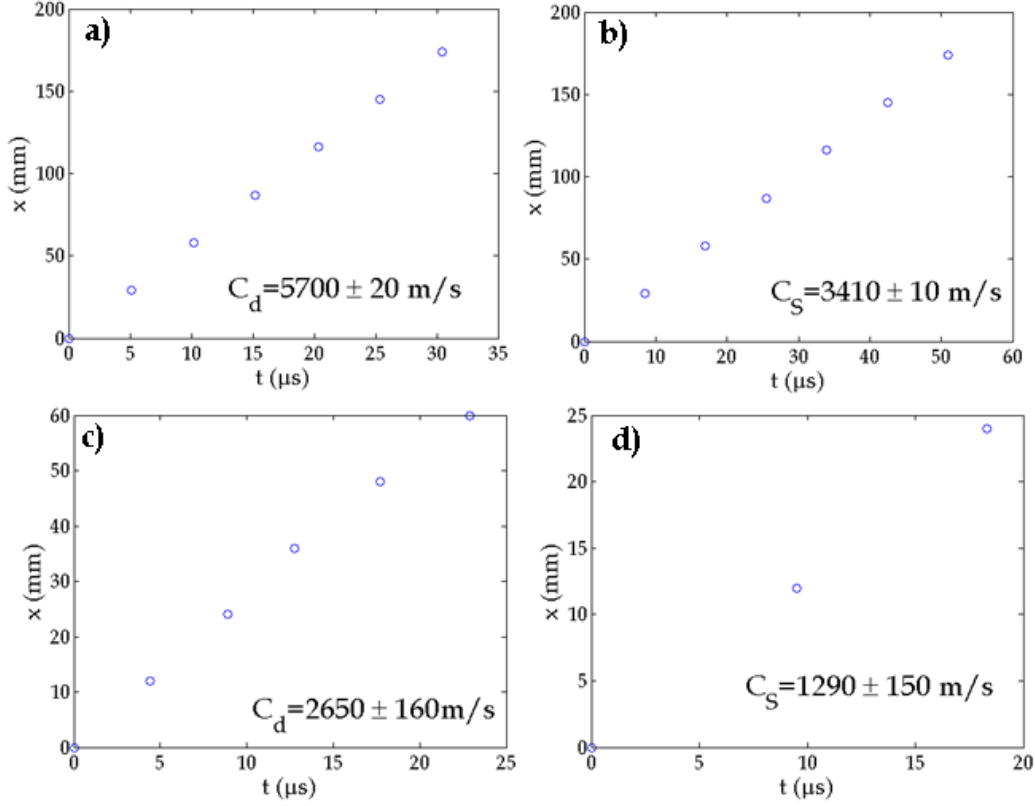 a)
200
150
100
50
0
x (mm)
0 5 10 15 20 25 30 35
t (μs)
C_d=5700 ± 20 m/s
b)
200
150
100
50
0
x (mm)
0 10 20 30 40 50 60
t (μs)
C_S=3410 ± 10 m/s
c)
60
50
40
30
20
10
0
x (mm)
0 5 10 15 20 25
t (μs)
C_d=2650 ± 160m/s
d)
25
20
15
10
5
0
x (mm)
0 5 10 15 20
t (μs)
C_S=1290 ± 150 m/s